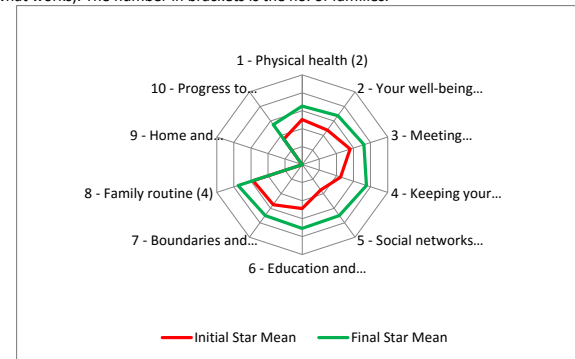 what works). The number in brackets is the no. of families.
1 - Physical health (2)
10 - Progress to...
2 - Your well-being...
9 - Home and...
3 - Meeting...
8 - Family routine (4)
4 - Keeping your...
7 - Boundaries and...
5 - Social networks...
6 - Education and...
Initial Star Mean
Final Star Mean